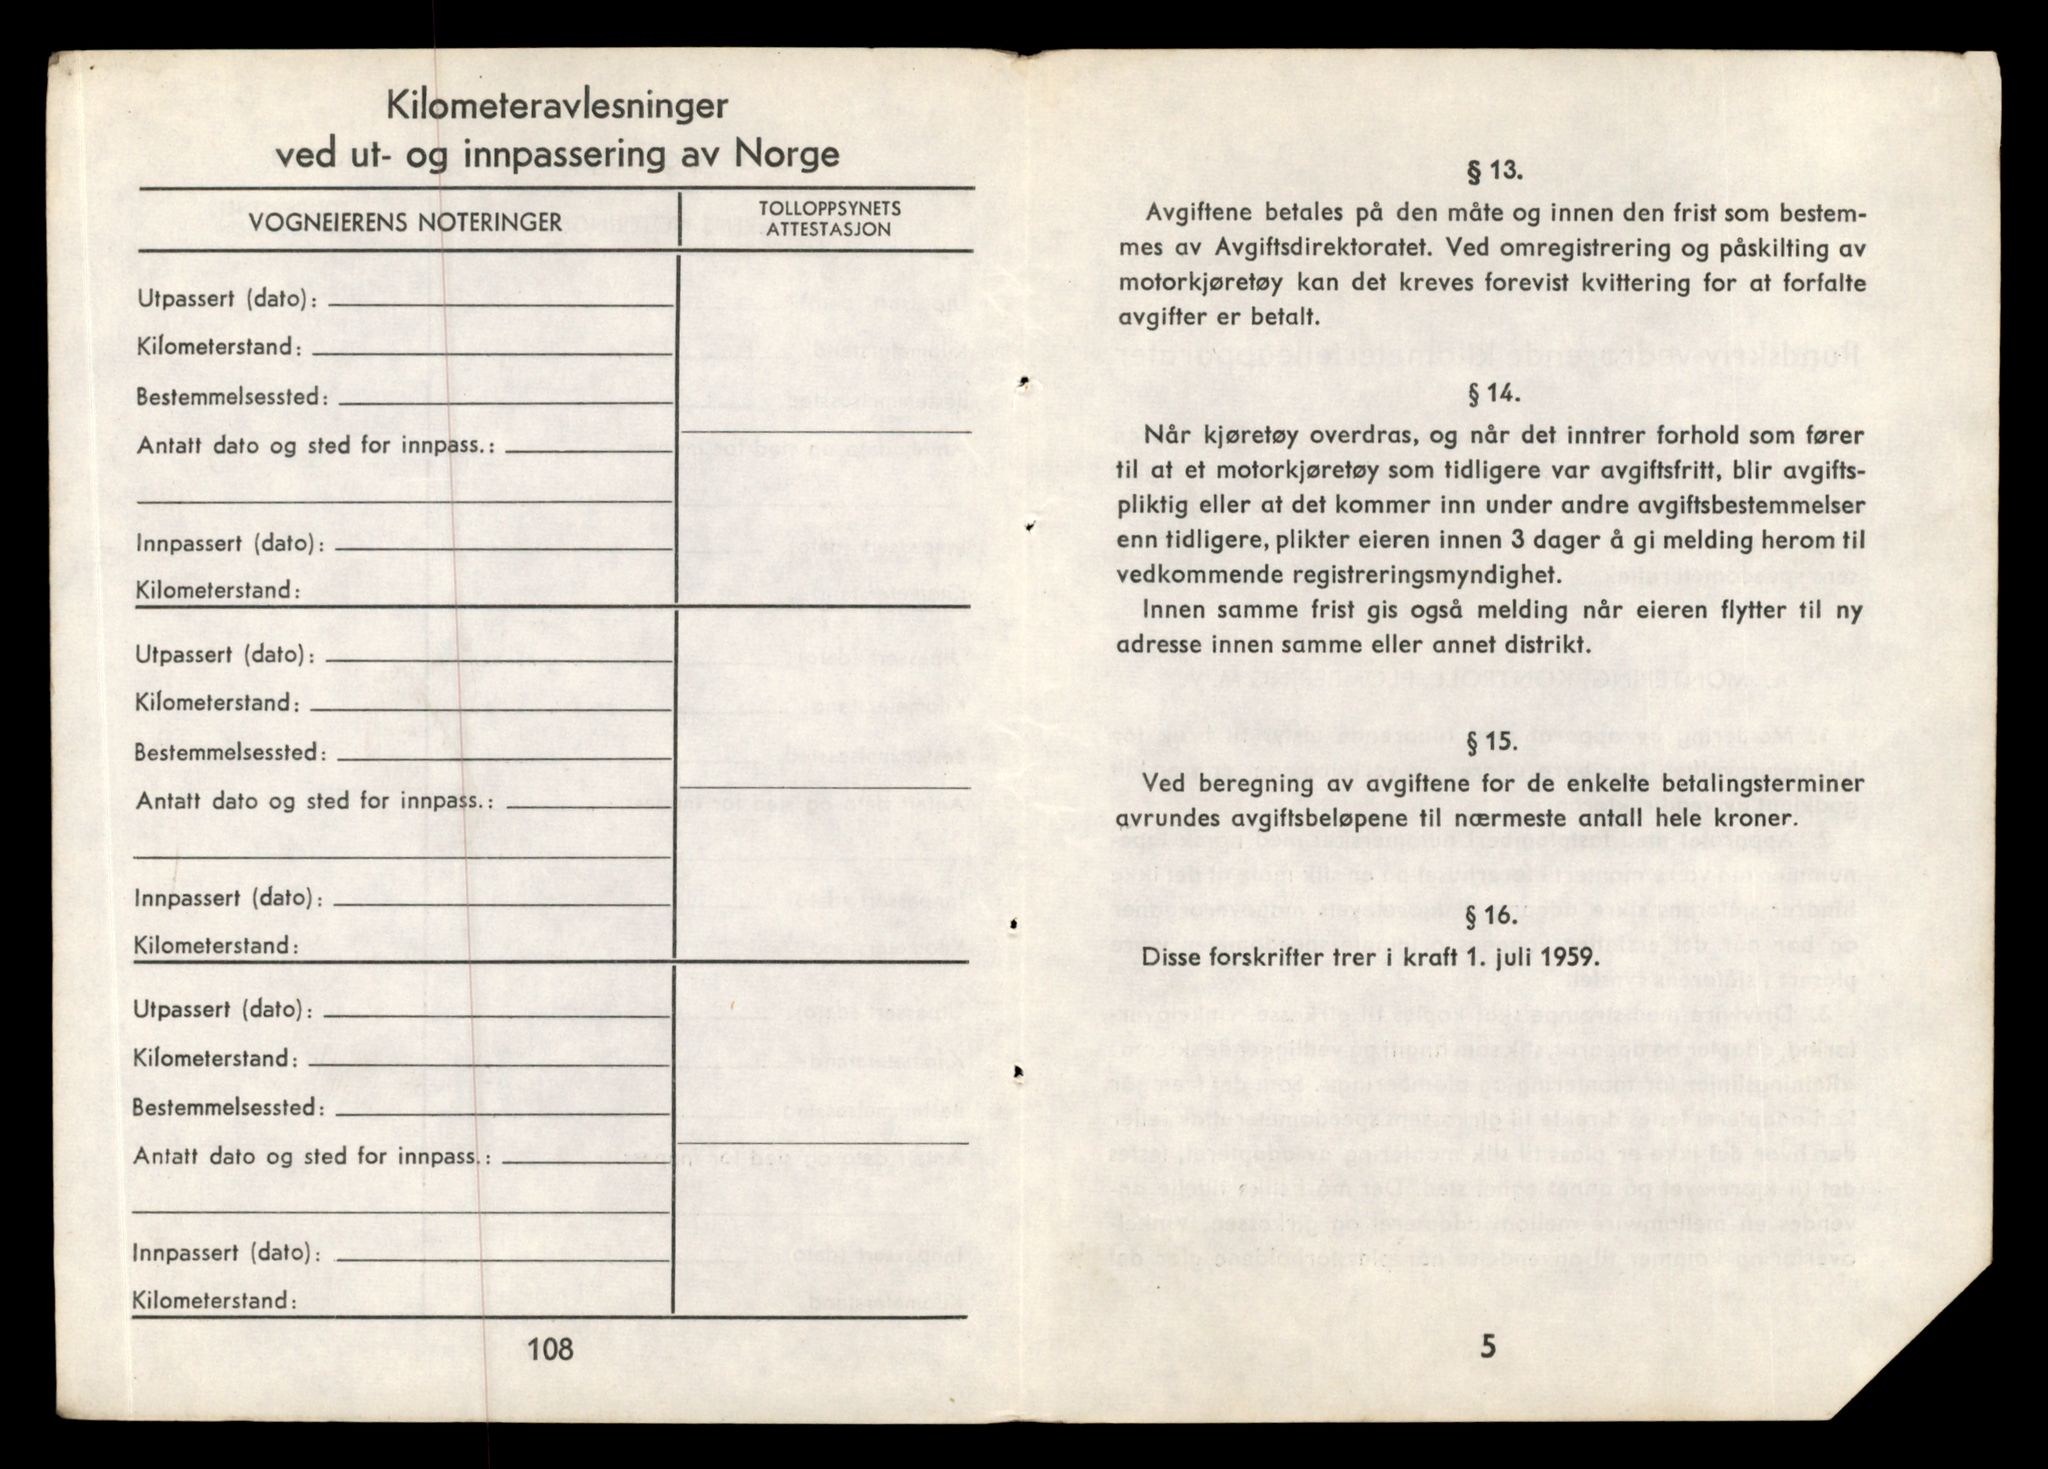 Kilometeravlesninger
ved ut- og innpassering av Norge
VOGNEIERENS NOTERINGER
TOLLOPPSYNETS
ATTESTASJON
Utpassert (dato):
Kilometerstand:
Bestemmelsessted:
Antatt dato og sted for innpass.:
Innpassert (dato):
Kilometerstand:
Utpassert (dato):
Kilometerstand:
Bestemmelsessted:
Antatt dato og sted for innpass.:
Innpassert (dato):
Kilometerstand:
Utpassert (dato):
Kilometerstand:
Bestemmelsessted:
Antatt dato og sted for innpass.:
Innpassert (dato):
Kilometerstand:
108
§ 13.
Avgiftene betales på den måte og innen den frist som bestem-
mes av Avgiftsdirektoratet. Ved omregistrering og påskilting av
motorkjøretøy kan det kreves forevist kvittering for at forfalte
avgifter er betalt.
§ 14.
Når kjøretøy overdras, og når det inntrer forhold som fører
til at et motorkjøretøy som tidligere var avgiftsfritt, blir avgifts-
pliktig eller at det kommer inn under andre avgiftsbestemmelser
enn tidligere, plikter eieren innen 3 dager å gi melding herom til
vedkommende registreringsmyndighet.
Innen samme frist gis også melding når eieren flytter til ny
adresse innen samme eller annet distrikt.
§ 15.
Ved beregning av avgiftene for de enkelte betalingsterminer
avrundes avgiftsbeløpene til nærmeste antall hele kroner.
§ 16.
Disse forskrifter trer i kraft 1. juli 1959.
5